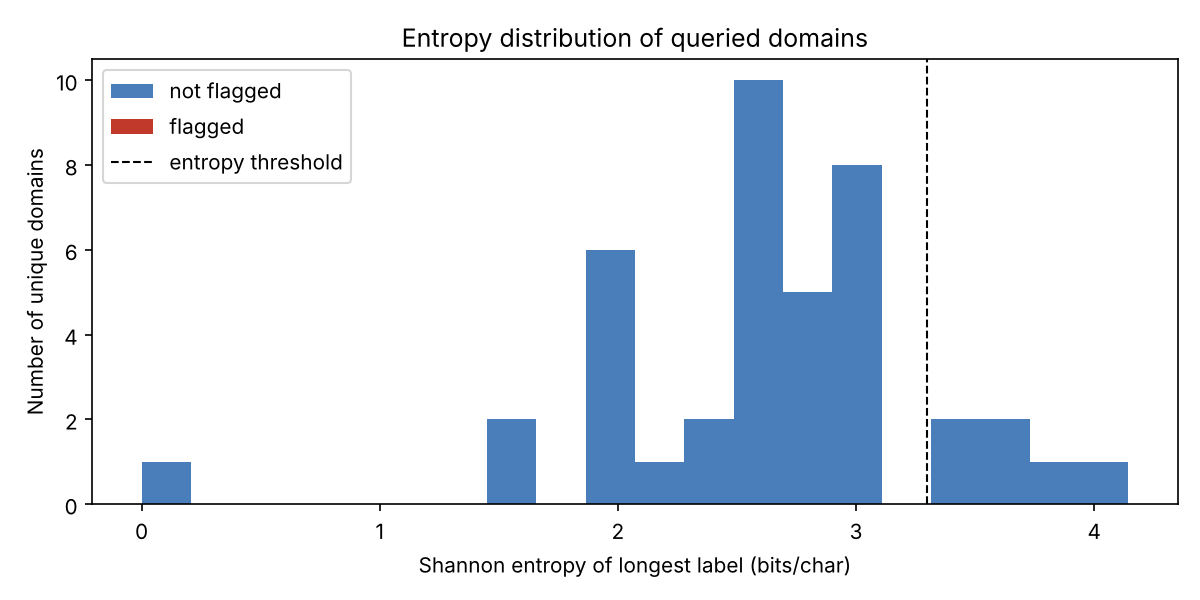 Entropy distribution of queried domains
not flagged
flagged
entropy threshold
Number of unique domains
10
8
6
4
2
0
0 1 2 3 4
Shannon entropy of longest label (bits/char)